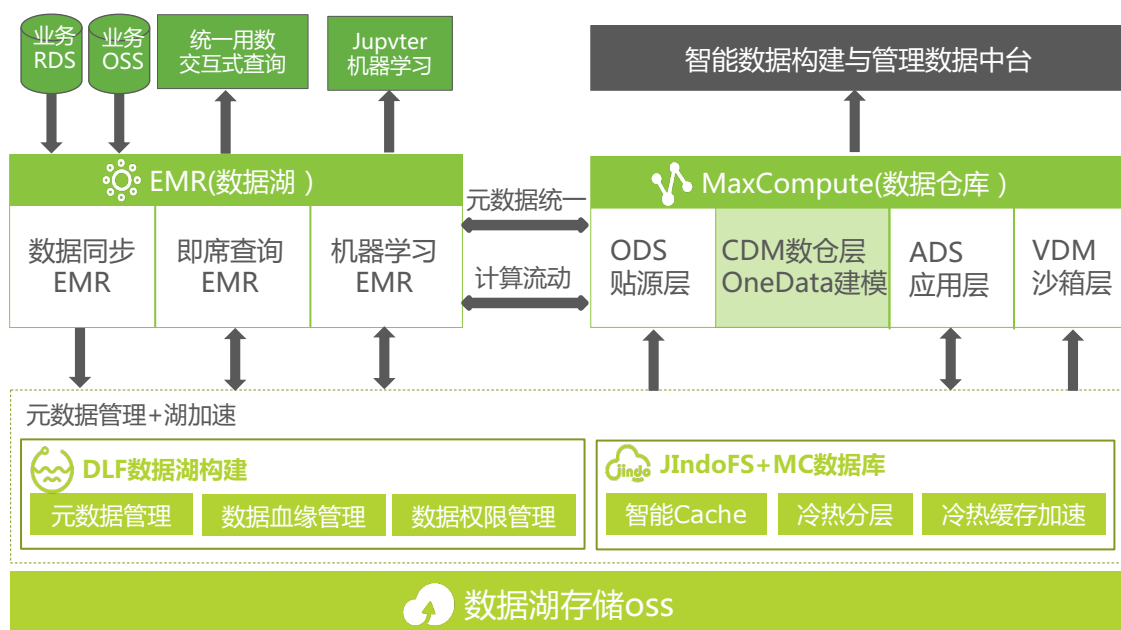 业务
RDS
业务
OSS
统一用数
交互式查询
Jupvter
机器学习
智能数据构建与管理数据中台
EMR(数据湖）
元数据统一
计算流动
MaxCompute(数据仓库）
数据同步
EMR
即席查询
EMR
机器学习
EMR
ODS
贴源层
CDM数仓层
OneData建模
ADS
应用层
VDM
沙箱层
元数据管理+湖加速
DLF数据湖构建
元数据管理
数据血缘管理
数据权限管理
Jindo
JIndoFS+MC数据库
智能Cache
冷热分层
冷热缓存加速
数据湖存储oss